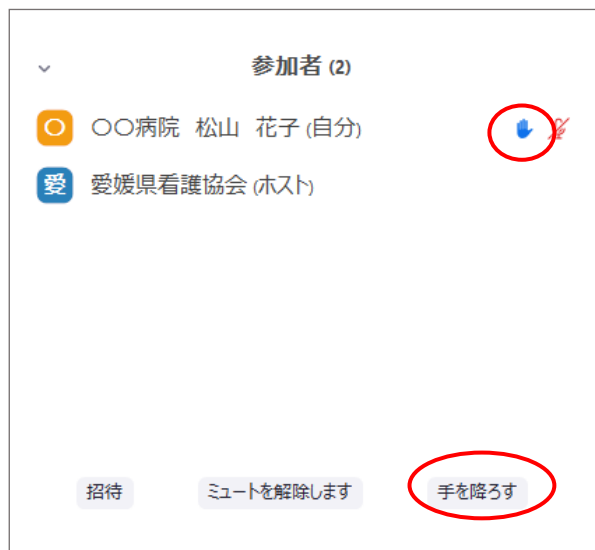 参加者 (2)
〇 〇〇病院 松山 花子 (自分)
愛 愛媛県看護協会 (ホスト)
招待 ミュートを解除します 手を降ろす